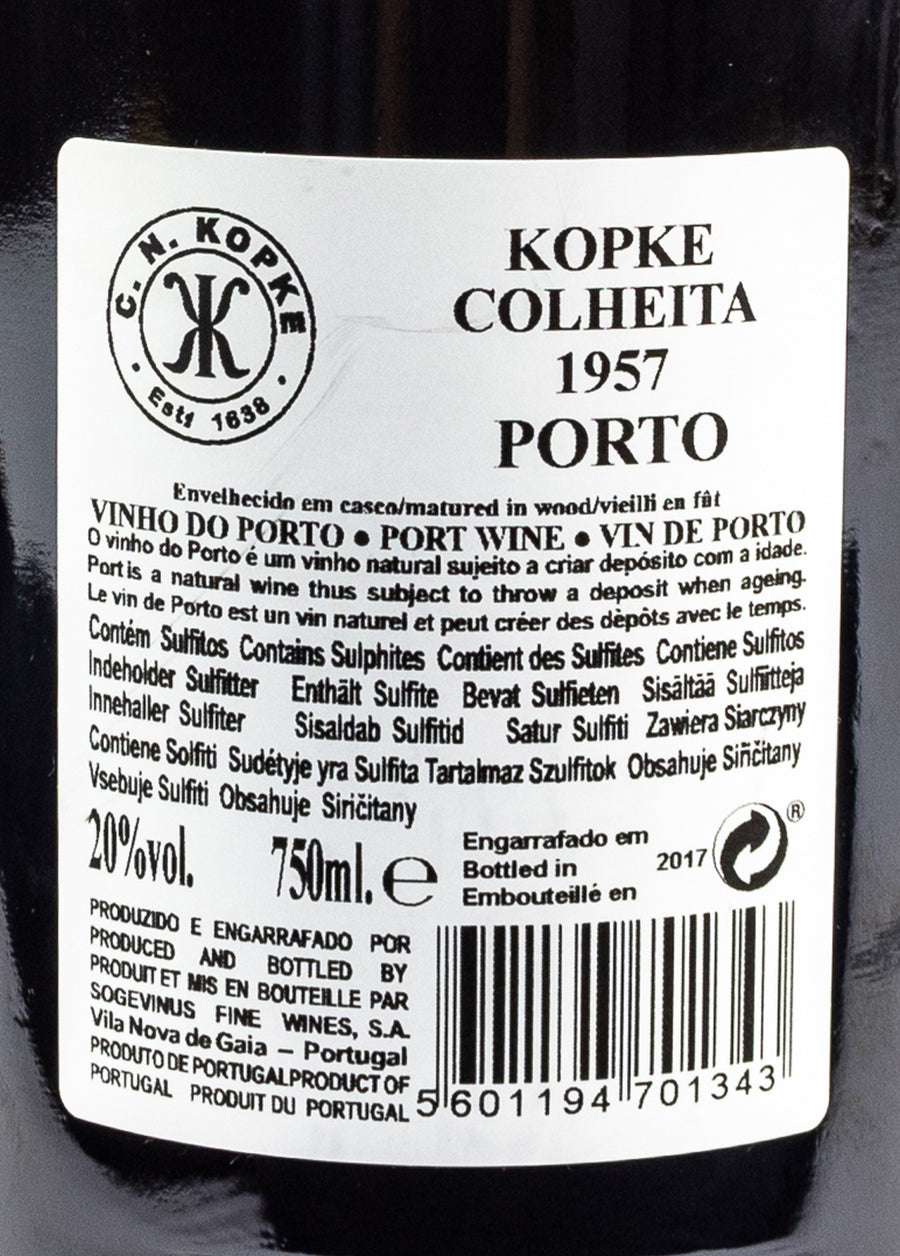 C. N. KOPKE
Estd 1638
KOPKE
COLHEITA
1957
PORTO
Envelhecido em casco/matured in wood/vieilli en fût
VINHO DO PORTO • PORT WINE • VIN DE PORTO
O vinho do Porto é um vinho natural sujeito a criar depósito com a idade.
Port is a natural wine thus subject to throw a deposit when ageing.
Le vin de Porto est un vin naturel et peut créer des dèpôts avec le temps.
Contém Sulfitos Contains Sulphites Contient des Sulfites Contiene Sulfitos
Indeholder Sulfitter Enthält Sulfite Bevat Sulfieten Sisältää Sulfiitteja
Innehaller Sulfiter Sisaldab Sulfitid Satur Sulfiti Zawiera Siarczyny
Contiene Solfiti Sudétyje yra Sulfita Tartalmaz Szulfitok Obsahuje Siñčitany
Vsebuje Sulfiti Obsahuje Siričitany
20%vol. 750ml. e
Engarrafado em
Bottled in
Embouteillé en
2017
®
PRODUZIDO E ENGARRAFADO POR
PRODUCED AND BOTTLED BY
PRODUIT ET MIS EN BOUTEILLE PAR
SOGEVINUS FINE WINES, S.A.
Vila Nova de Gaia – Portugal
PRODUTO DE PORTUGAL PRODUCT OF
PORTUGAL PRODUIT DU PORTUGAL
5 601194 701343